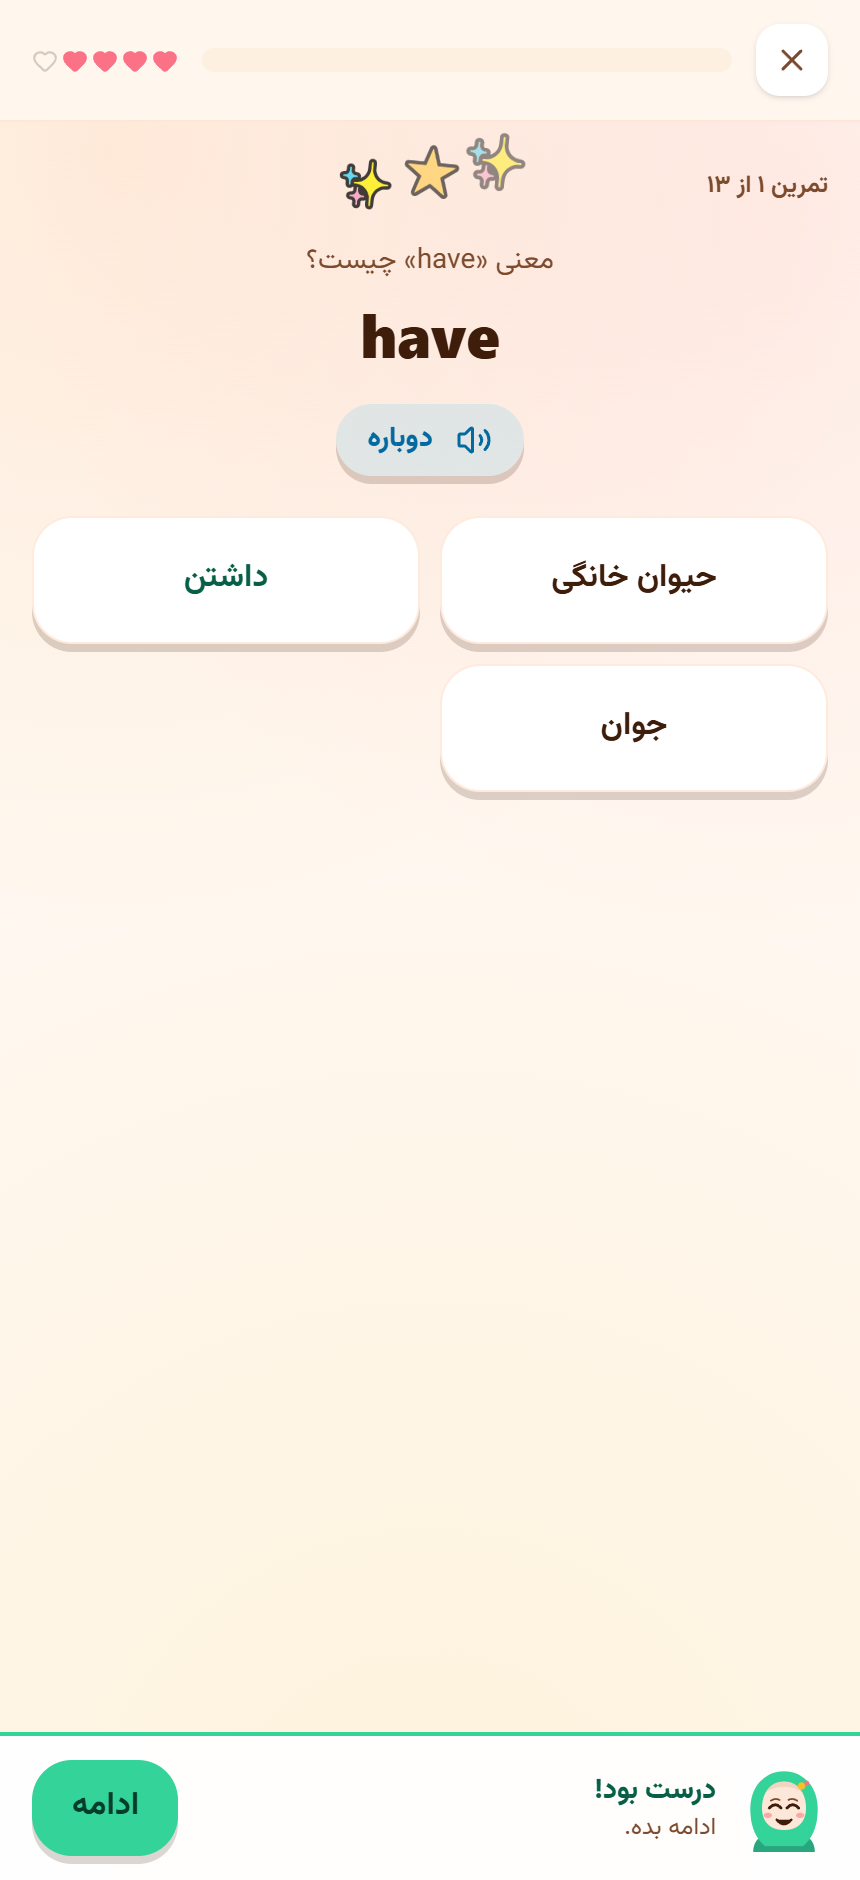 تمرین ۱ از ۱۳
معنی «have» چیست؟
have
دوباره
حیوان خانگی
داشتن
جوان
درست بود!
ادامه بده.
ادامه